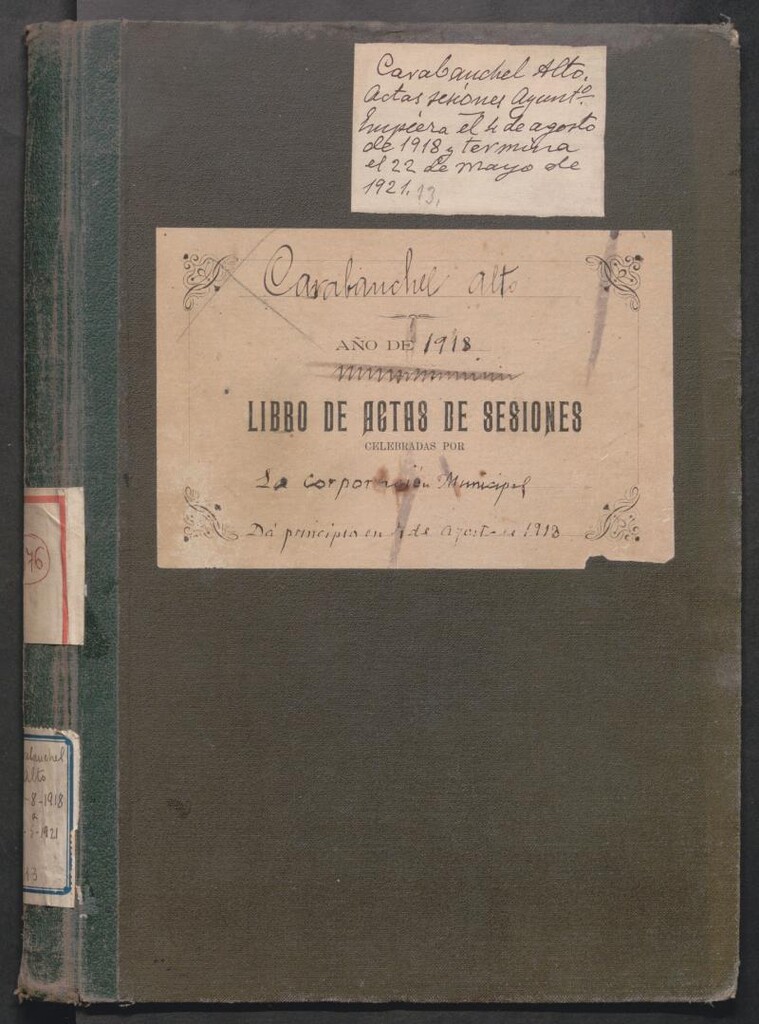 Carabanchel Alto.
Actas sesiones Ayuntº.
Empieza el 4 de agosto
de 1918 y termina
el 22 de Mayo de
1921. 13.
Carabanchel Alto
AÑO DE 1918
LIBRO DE ACTAS DE SESIONES
CELEBRADAS POR
La Corporación Municipal
Dá principio en 4 de Agosto de 1918
76
Alto
-8-1918
a
-5-1921
13